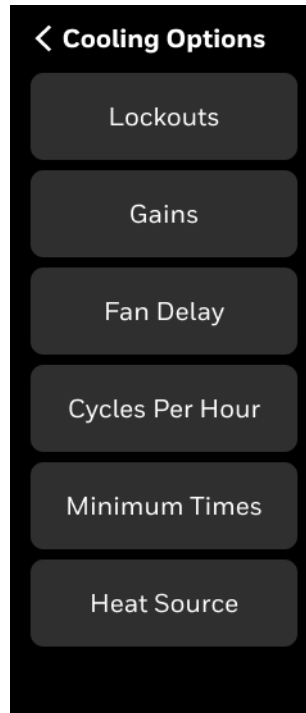 Cooling Options
Lockouts
Gains
Fan Delay
Cycles Per Hour
Minimum Times
Heat Source